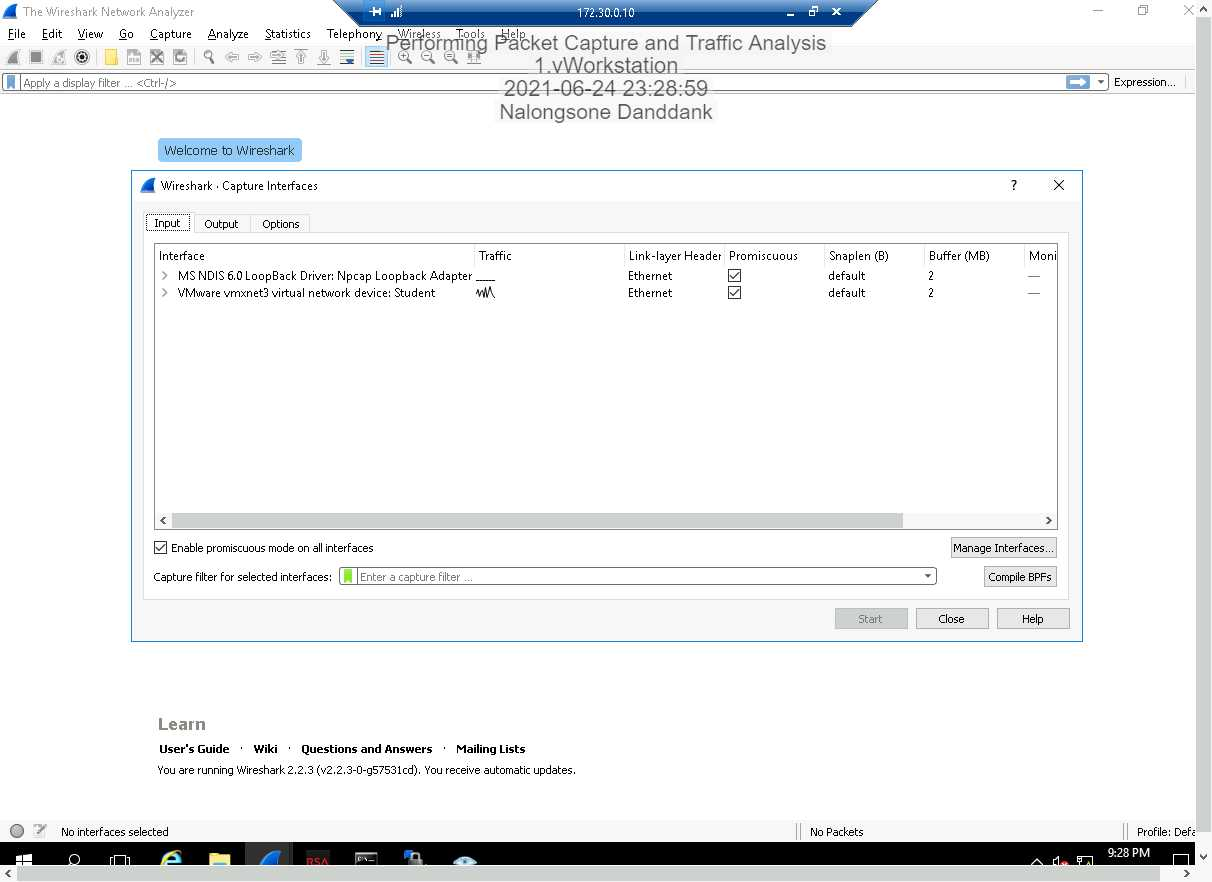 The Wireshark Network Analyzer
172.30.0.10
File Edit View Go Capture Analyze Statistics Telephony Wireless Tools Help
Performing Packet Capture and Traffic Analysis
1.vWorkstation
Apply a display filter ... <Ctrl-/>
Expression...
2021-06-24 23:28:59
Nalongsone Danddank
Welcome to Wireshark
Wireshark · Capture Interfaces
?
Input Output Options
Interface Traffic Link-layer Header Promiscuous Snaplen (B) Buffer (MB) Moni
MS NDIS 6.0 LoopBack Driver: Npcap Loopback Adapter Ethernet default 2 —
VMware vmxnet3 virtual network device: Student Ethernet default 2 —
Enable promiscuous mode on all interfaces
Manage Interfaces...
Capture filter for selected interfaces: Enter a capture filter ...
Compile BPFs
Start Close Help
Learn
User's Guide · Wiki · Questions and Answers · Mailing Lists
You are running Wireshark 2.2.3 (v2.2.3-0-g57531cd). You receive automatic updates.
No interfaces selected No Packets Profile: Defa
RSA
9:28 PM